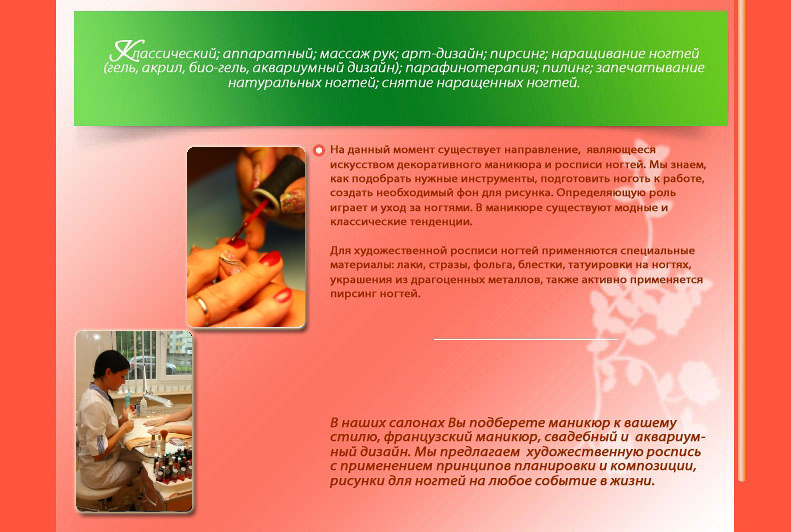 Классический; аппаратный; массаж рук; арт-дизайн; пирсинг; наращивание ногтей
(гель, акрил, био-гель, аквариумный дизайн); парафинотерапия; пилинг; запечатывание
натуральных ногтей; снятие наращенных ногтей.
На данный момент существует направление, являющееся
искусством декоративного маникюра и росписи ногтей. Мы знаем,
как подобрать нужные инструменты, подготовить ноготь к работе,
создать необходимый фон для рисунка. Определяющую роль
играет и уход за ногтями. В маникюре существуют модные и
классические тенденции.
Для художественной росписи ногтей применяются специальные
материалы: лаки, стразы, фольга, блестки, татуировки на ногтях,
украшения из драгоценных металлов, также активно применяется
пирсинг ногтей.
В наших салонах Вы подберете маникюр к вашему
стилю, французский маникюр, свадебный и аквариум-
ный дизайн. Мы предлагаем художественную роспись
с применением принципов планировки и композиции,
рисунки для ногтей на любое событие в жизни.